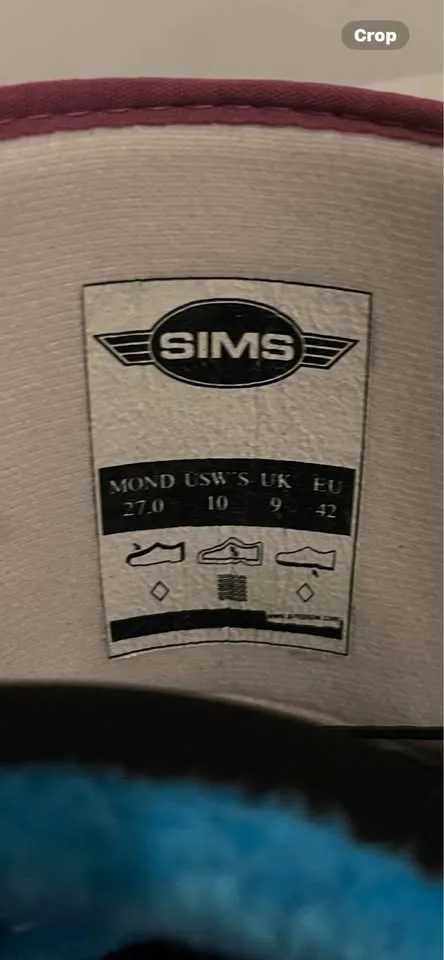 Crop
SIMS
MOND USW'S UK EU
27.0 10 9 42